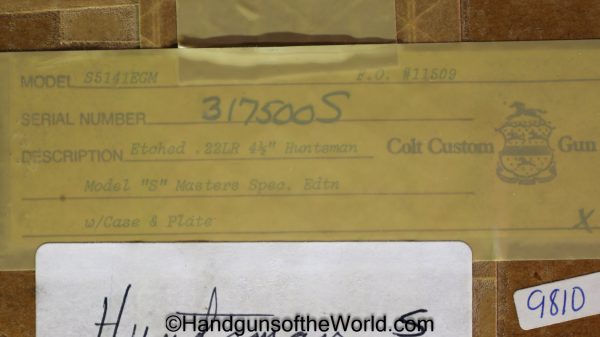 MODEL S5141EGM B.O. #11509
SERIAL NUMBER 317500S
DESCRIPTION Etched .22LR 4½" Huntsman
Colt Custom Gun
Model "S" Masters Spec. Edtn
w/Case & Plate X
9810
Huntsman S
©HandgunsoftheWorld.com